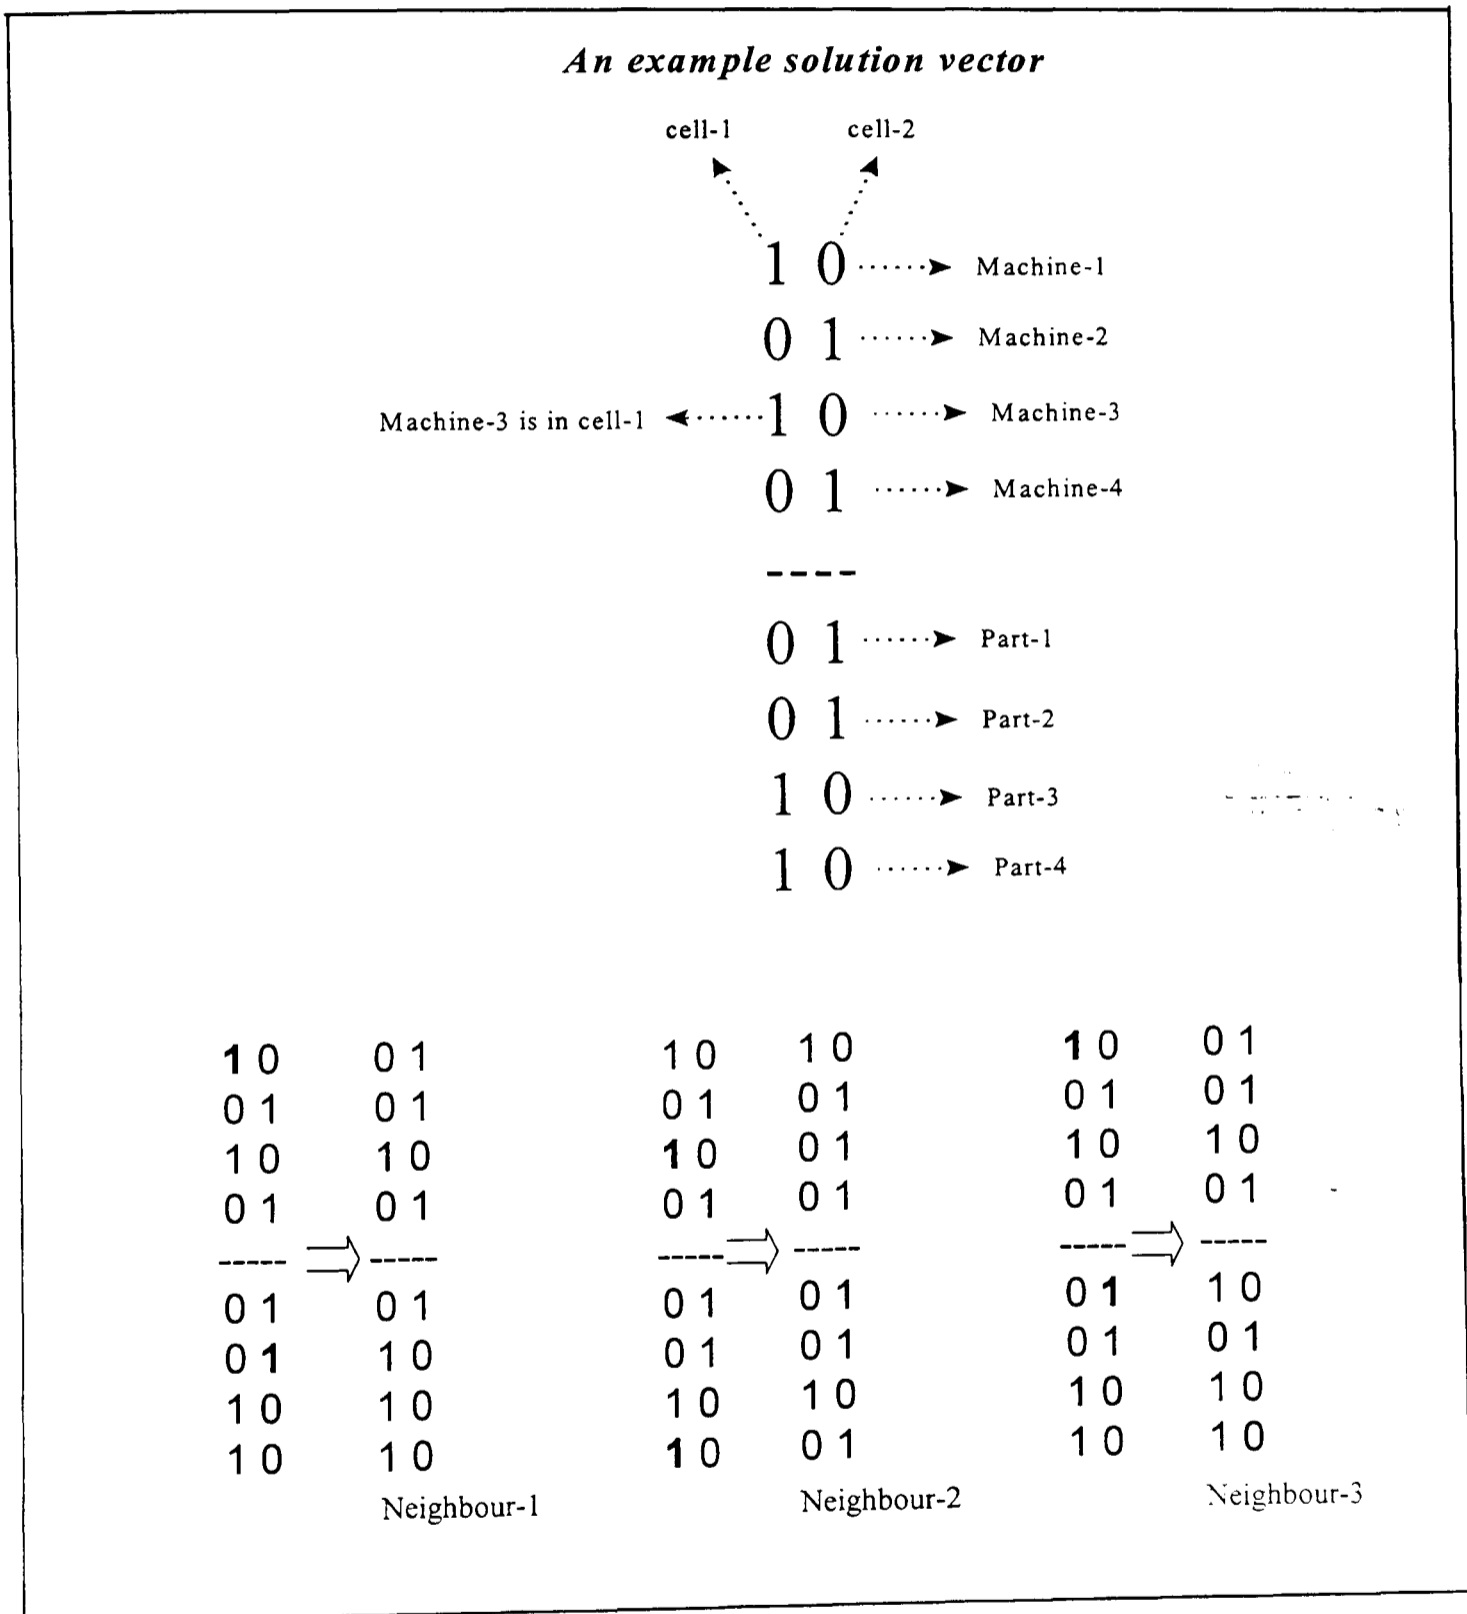 An example solution vector
cell-1 cell-2
1 0 Machine-1
0 1 Machine-2
Machine-3 is in cell-1 1 0 Machine-3
0 1 Machine-4
----
0 1 Part-1
0 1 Part-2
1 0 Part-3
1 0 Part-4
1 0 0 1 1 0 1 0 1 0 0 1
0 1 0 1 0 1 0 1 0 1 0 1
1 0 1 0 1 0 0 1 1 0 1 0
0 1 0 1 0 1 0 1 0 1 0 1
----- ----- ----- ----- ----- -----
0 1 0 1 0 1 0 1 0 1 1 0
0 1 1 0 0 1 0 1 0 1 0 1
1 0 1 0 1 0 1 0 1 0 1 0
1 0 1 0 1 0 0 1 1 0 1 0
Neighbour-1 Neighbour-2 Neighbour-3